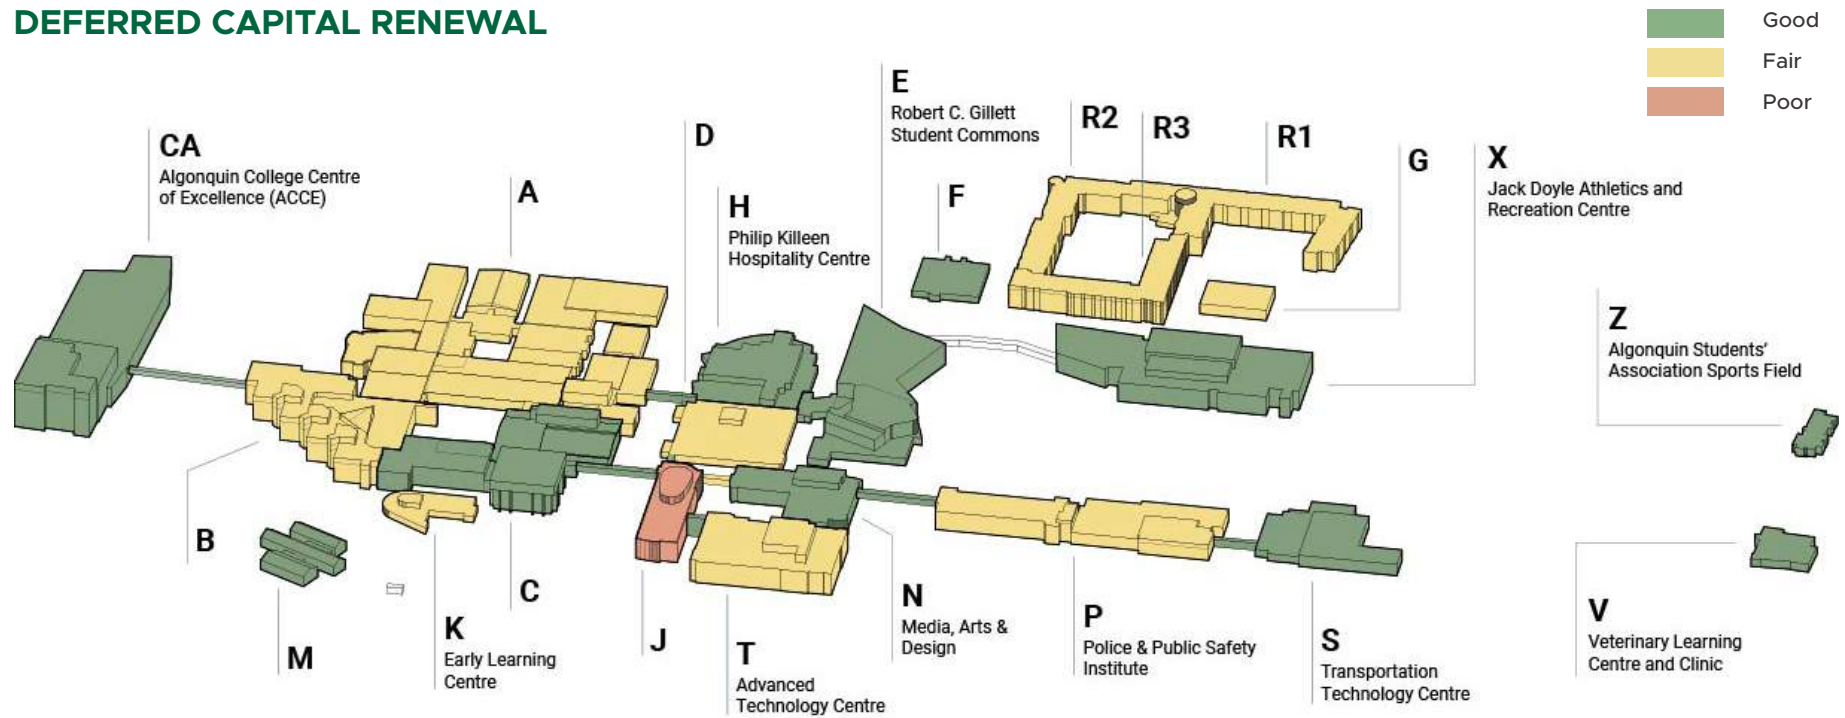 DEFERRED CAPITAL RENEWAL
Good
Fair
Poor
E
Robert C. Gillett
Student Commons
R2
R3
R1
D
CA
Algonquin College Centre
of Excellence (ACCE)
A
H
Philip Killeen
Hospitality Centre
F
G
X
Jack Doyle Athletics and
Recreation Centre
Z
Algonquin Students'
Association Sports Field
B
M
K
Early Learning
Centre
C
J
T
Advanced
Technology Centre
N
Media, Arts &
Design
P
Police & Public Safety
Institute
S
Transportation
Technology Centre
V
Veterinary Learning
Centre and Clinic